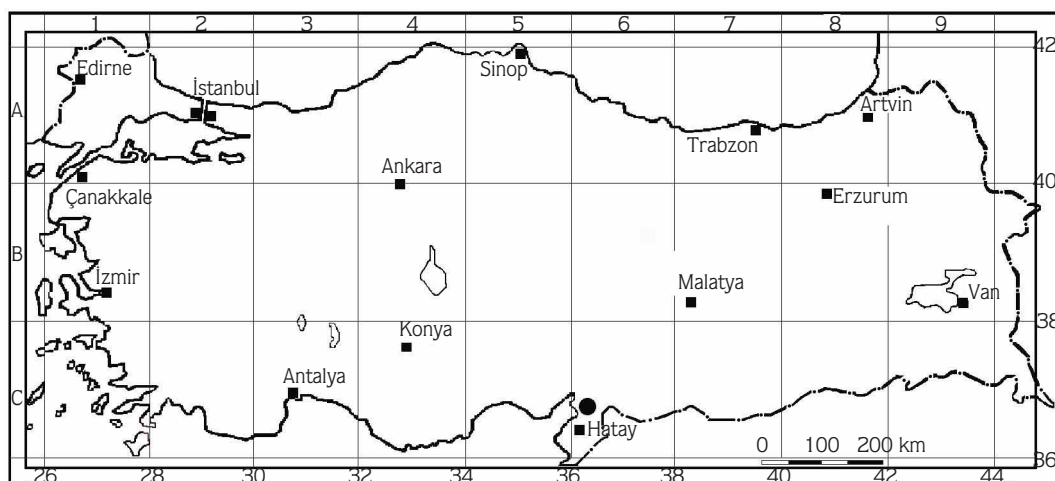 1 2 3 4 5 6 7 8 9
42
Edirne
Sinop
İstanbul
A
Artvin
Trabzon
Ankara
40
Çanakkale
Erzurum
B
İzmir
Malatya
Van
38
Konya
Antalya
C
Hatay
0 100 200 km
36
26 28 30 32 34 36 38 40 42 44